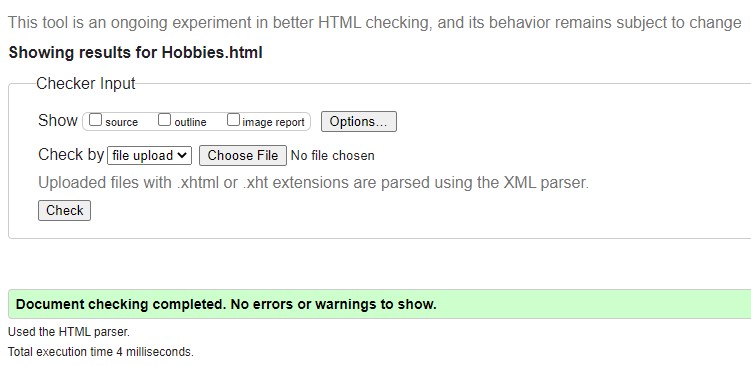 This tool is an ongoing experiment in better HTML checking, and its behavior remains subject to change
Showing results for Hobbies.html
Checker Input
Show source outline image report Options...
Check by file upload Choose File No file chosen
Uploaded files with .xhtml or .xht extensions are parsed using the XML parser.
Check
Document checking completed. No errors or warnings to show.
Used the HTML parser.
Total execution time 4 milliseconds.